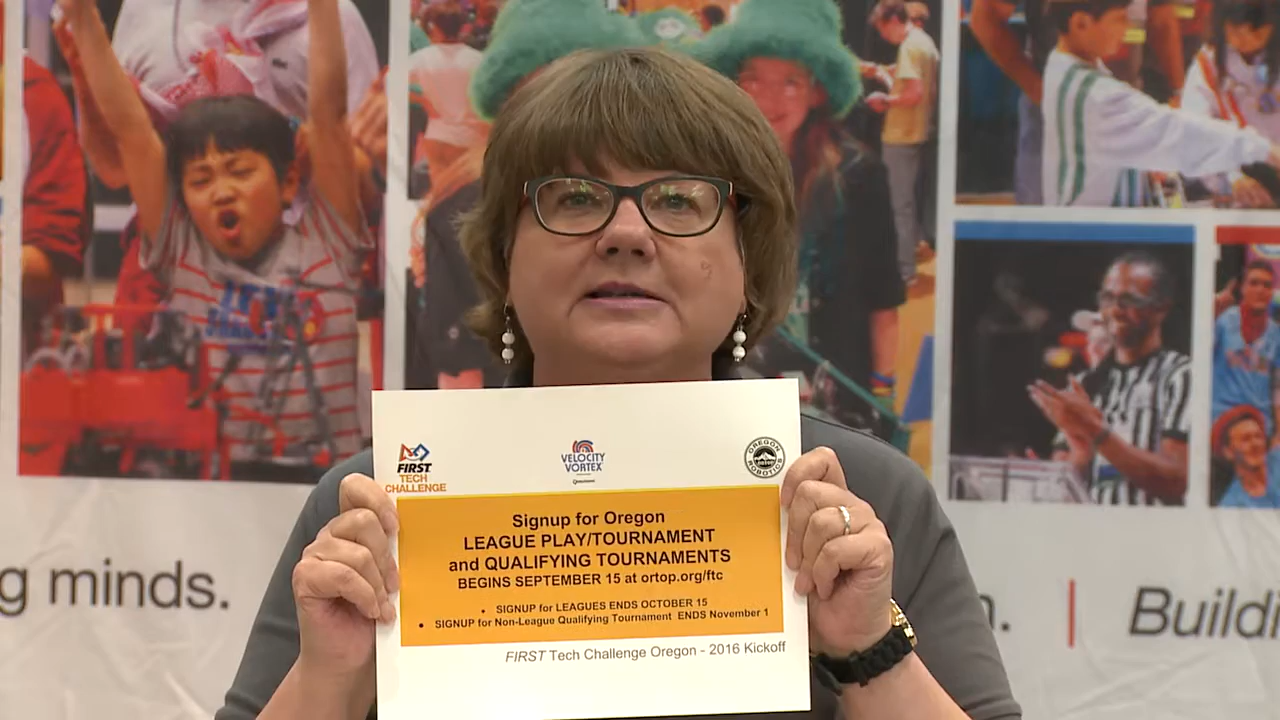 FIRST
TECH
CHALLENGE
VELOCITY
VORTEX
OREGON
ROBOTICS
Signup for Oregon
LEAGUE PLAY/TOURNAMENT
and QUALIFYING TOURNAMENTS
BEGINS SEPTEMBER 15 at ortop.org/ftc
• SIGNUP for LEAGUES ENDS OCTOBER 15
• SIGNUP for Non-League Qualifying Tournament ENDS November 1
FIRST Tech Challenge Oregon - 2016 Kickoff
g minds.
. | Buildi